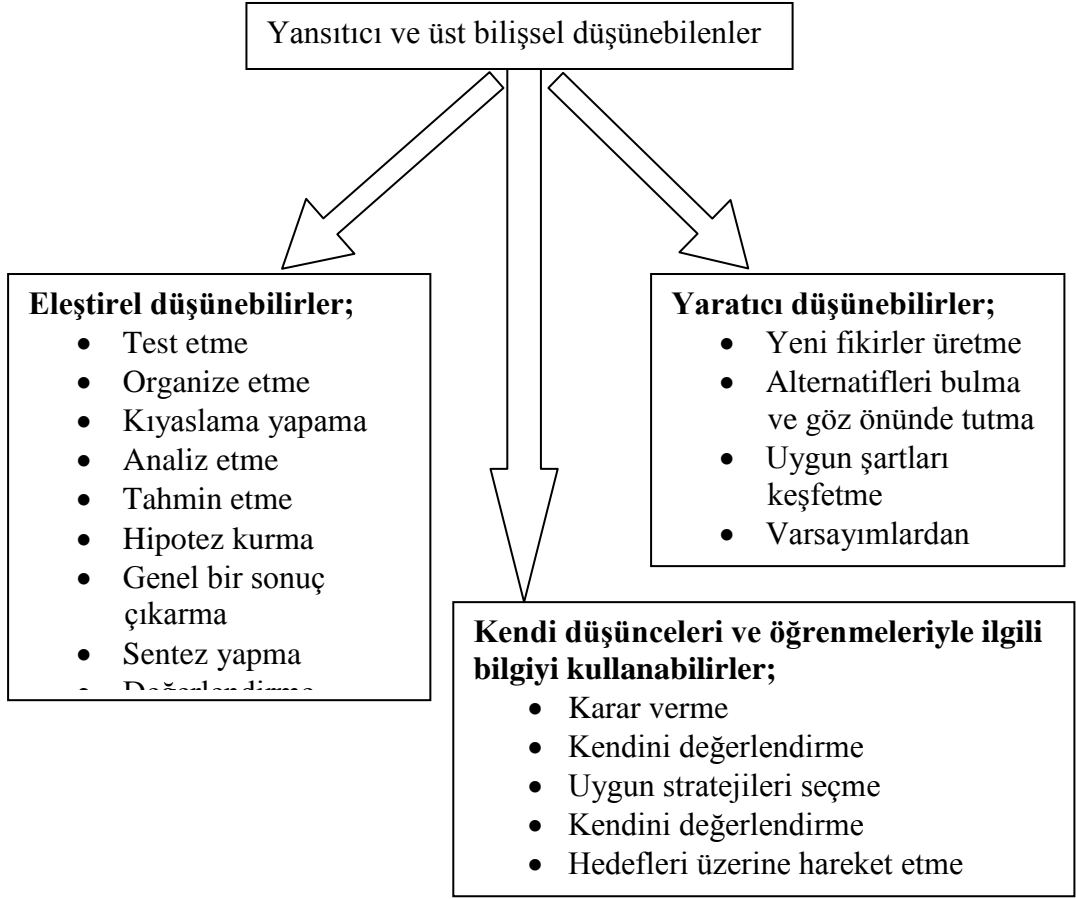 Yansıtıcı ve üst bilişsel düşünebilenler
Eleştirel düşünebilirler;
• Test etme
• Organize etme
• Kıyaslama yapama
• Analiz etme
• Tahmin etme
• Hipotez kurma
• Genel bir sonuç
çıkarma
• Sentez yapma
• Değerlendirme
Yaratıcı düşünebilirler;
• Yeni fikirler üretme
• Alternatifleri bulma
ve göz önünde tutma
• Uygun şartları
keşfetme
• Varsayımlardan
Kendi düşünceleri ve öğrenmeleriyle ilgili
bilgiyi kullanabilirler;
• Karar verme
• Kendini değerlendirme
• Uygun stratejileri seçme
• Kendini değerlendirme
• Hedefleri üzerine hareket etme